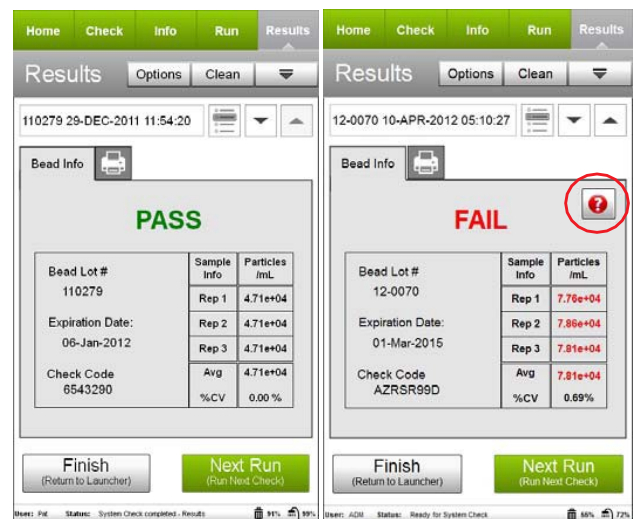 Home Check Info Run Results
Results Options Clean
110279 29-DEC-2011 11:54:20
Bead Info
PASS
Bead Lot #
110279
Expiration Date:
06-Jan-2012
Check Code
6543290
Sample Info Particles /mL
Rep 1 4.71e+04
Rep 2 4.71e+04
Rep 3 4.71e+04
Avg 4.71e+04
%CV 0.00 %
Finish
(Return to Launcher)
Next Run
(Run Next Check)
User: Pat Status: System Check completed - Results 91% 99%
Home Check Info Run Results
Results Options Clean
12-0070 10-APR-2012 05:10:27
Bead Info
?
FAIL
Bead Lot #
12-0070
Expiration Date:
01-Mar-2015
Check Code
AZRSR99D
Sample Info Particles /mL
Rep 1 7.76e+04
Rep 2 7.86e+04
Rep 3 7.81e+04
Avg 7.81e+04
%CV 0.69%
Finish
(Return to Launcher)
Next Run
(Run Next Check)
User: ADM Status: Ready for System Check 66% 72%